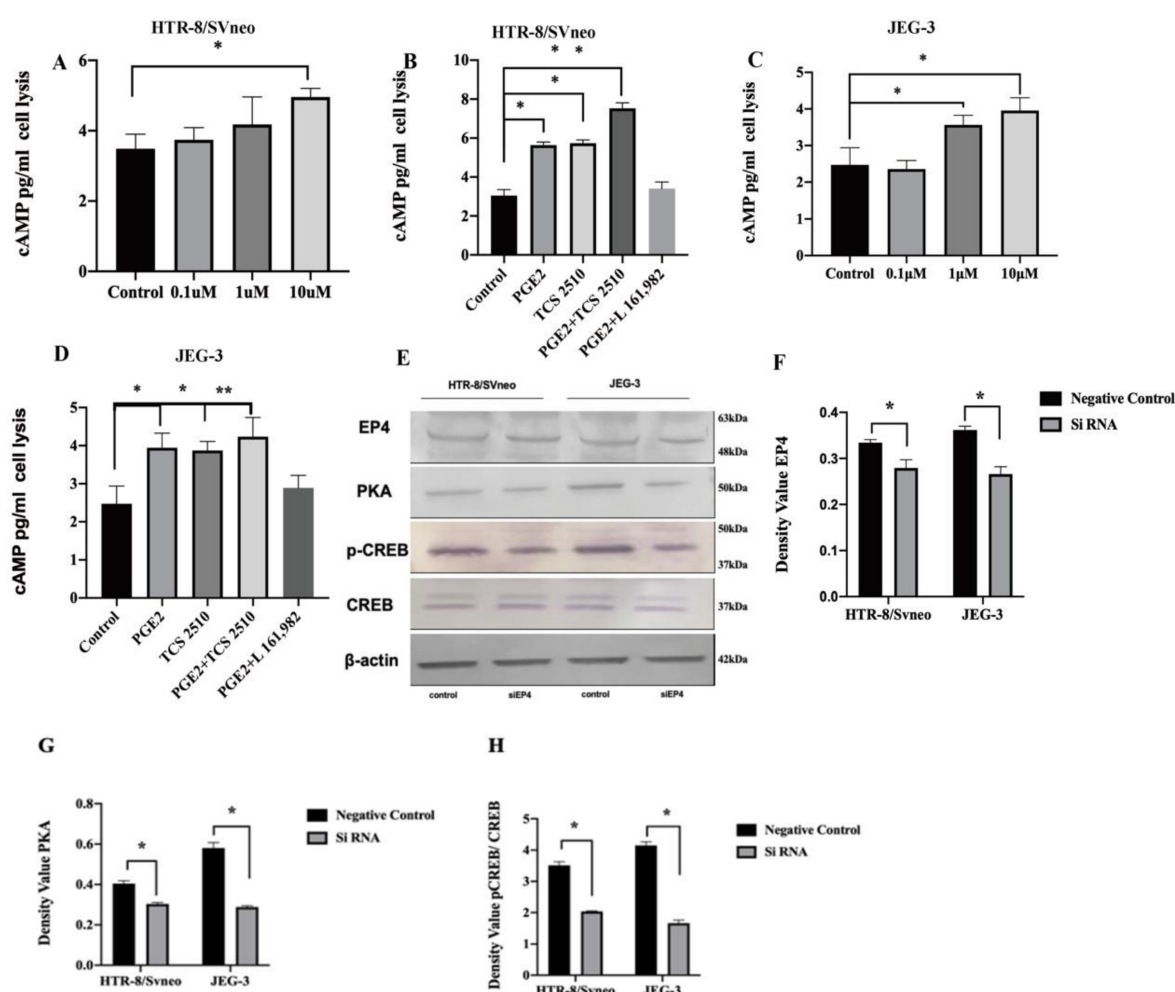 A
HTR-8/SVneo
*
cAMP pg/ml cell lysis
6
4
2
0
Control 0.1uM 1uM 10uM
B
HTR-8/SVneo
* *
*
*
cAMP pg/ml cell lysis
10
8
6
4
2
0
Control
PGE2
TCS 2510
PGE2+TCS 2510
PGE2+L 161,982
C
JEG-3
*
*
cAMP pg/ml cell lysis
5
4
3
2
1
0
Control 0.1μM 1μM 10μM
D
JEG-3
* * **
cAMP pg/ml cell lysis
5
4
3
2
1
0
Control
PGE2
TCS 2510
PGE2+TCS 2510
PGE2+L 161,982
E
HTR-8/SVneo JEG-3
EP4
63kDa
48kDa
PKA
50kDa
p-CREB
50kDa
37kDa
CREB
37kDa
β-actin
42kDa
control siEP4 control siEP4
F
Negative Control
Si RNA
* *
Density Value EP4
0.4
0.3
0.2
0.1
0.0
HTR-8/Svneo JEG-3
G
Negative Control
Si RNA
* *
Density Value PKA
0.8
0.6
0.4
0.2
0.0
HTR-8/Svneo JEG-3
H
Negative Control
Si RNA
* *
Density Value pCREB/ CREB
5
4
3
2
1
0
HTR-8/Svneo JEG-3